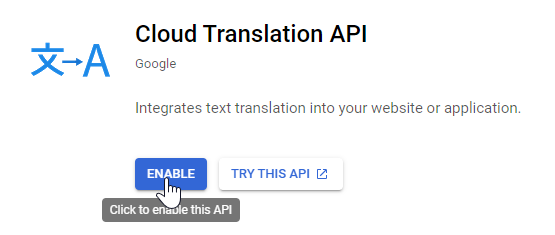 文→A
Cloud Translation API
Google
Integrates text translation into your website or application.
ENABLE
TRY THIS API
Click to enable this API